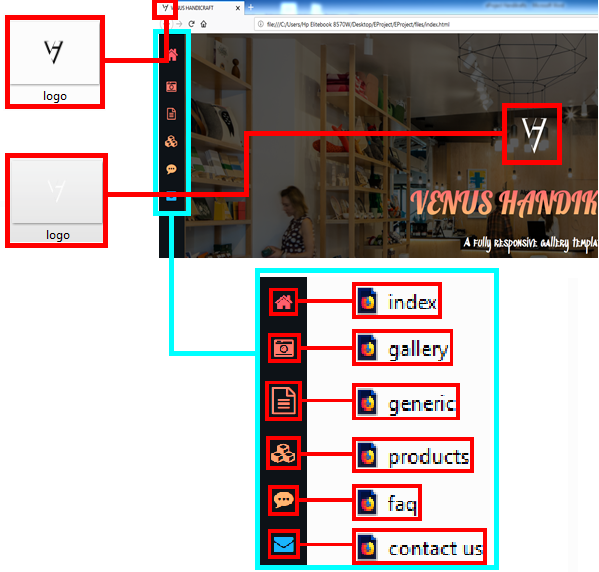 VENUS HANDICRAFT
file:///C:/Users/Hp Elitebook 8570W/Desktop/EProject/EProject/files/index.html
logo
logo
VENUS HANDIK
A fully responsive gallery templa
index
gallery
generic
products
faq
contact us